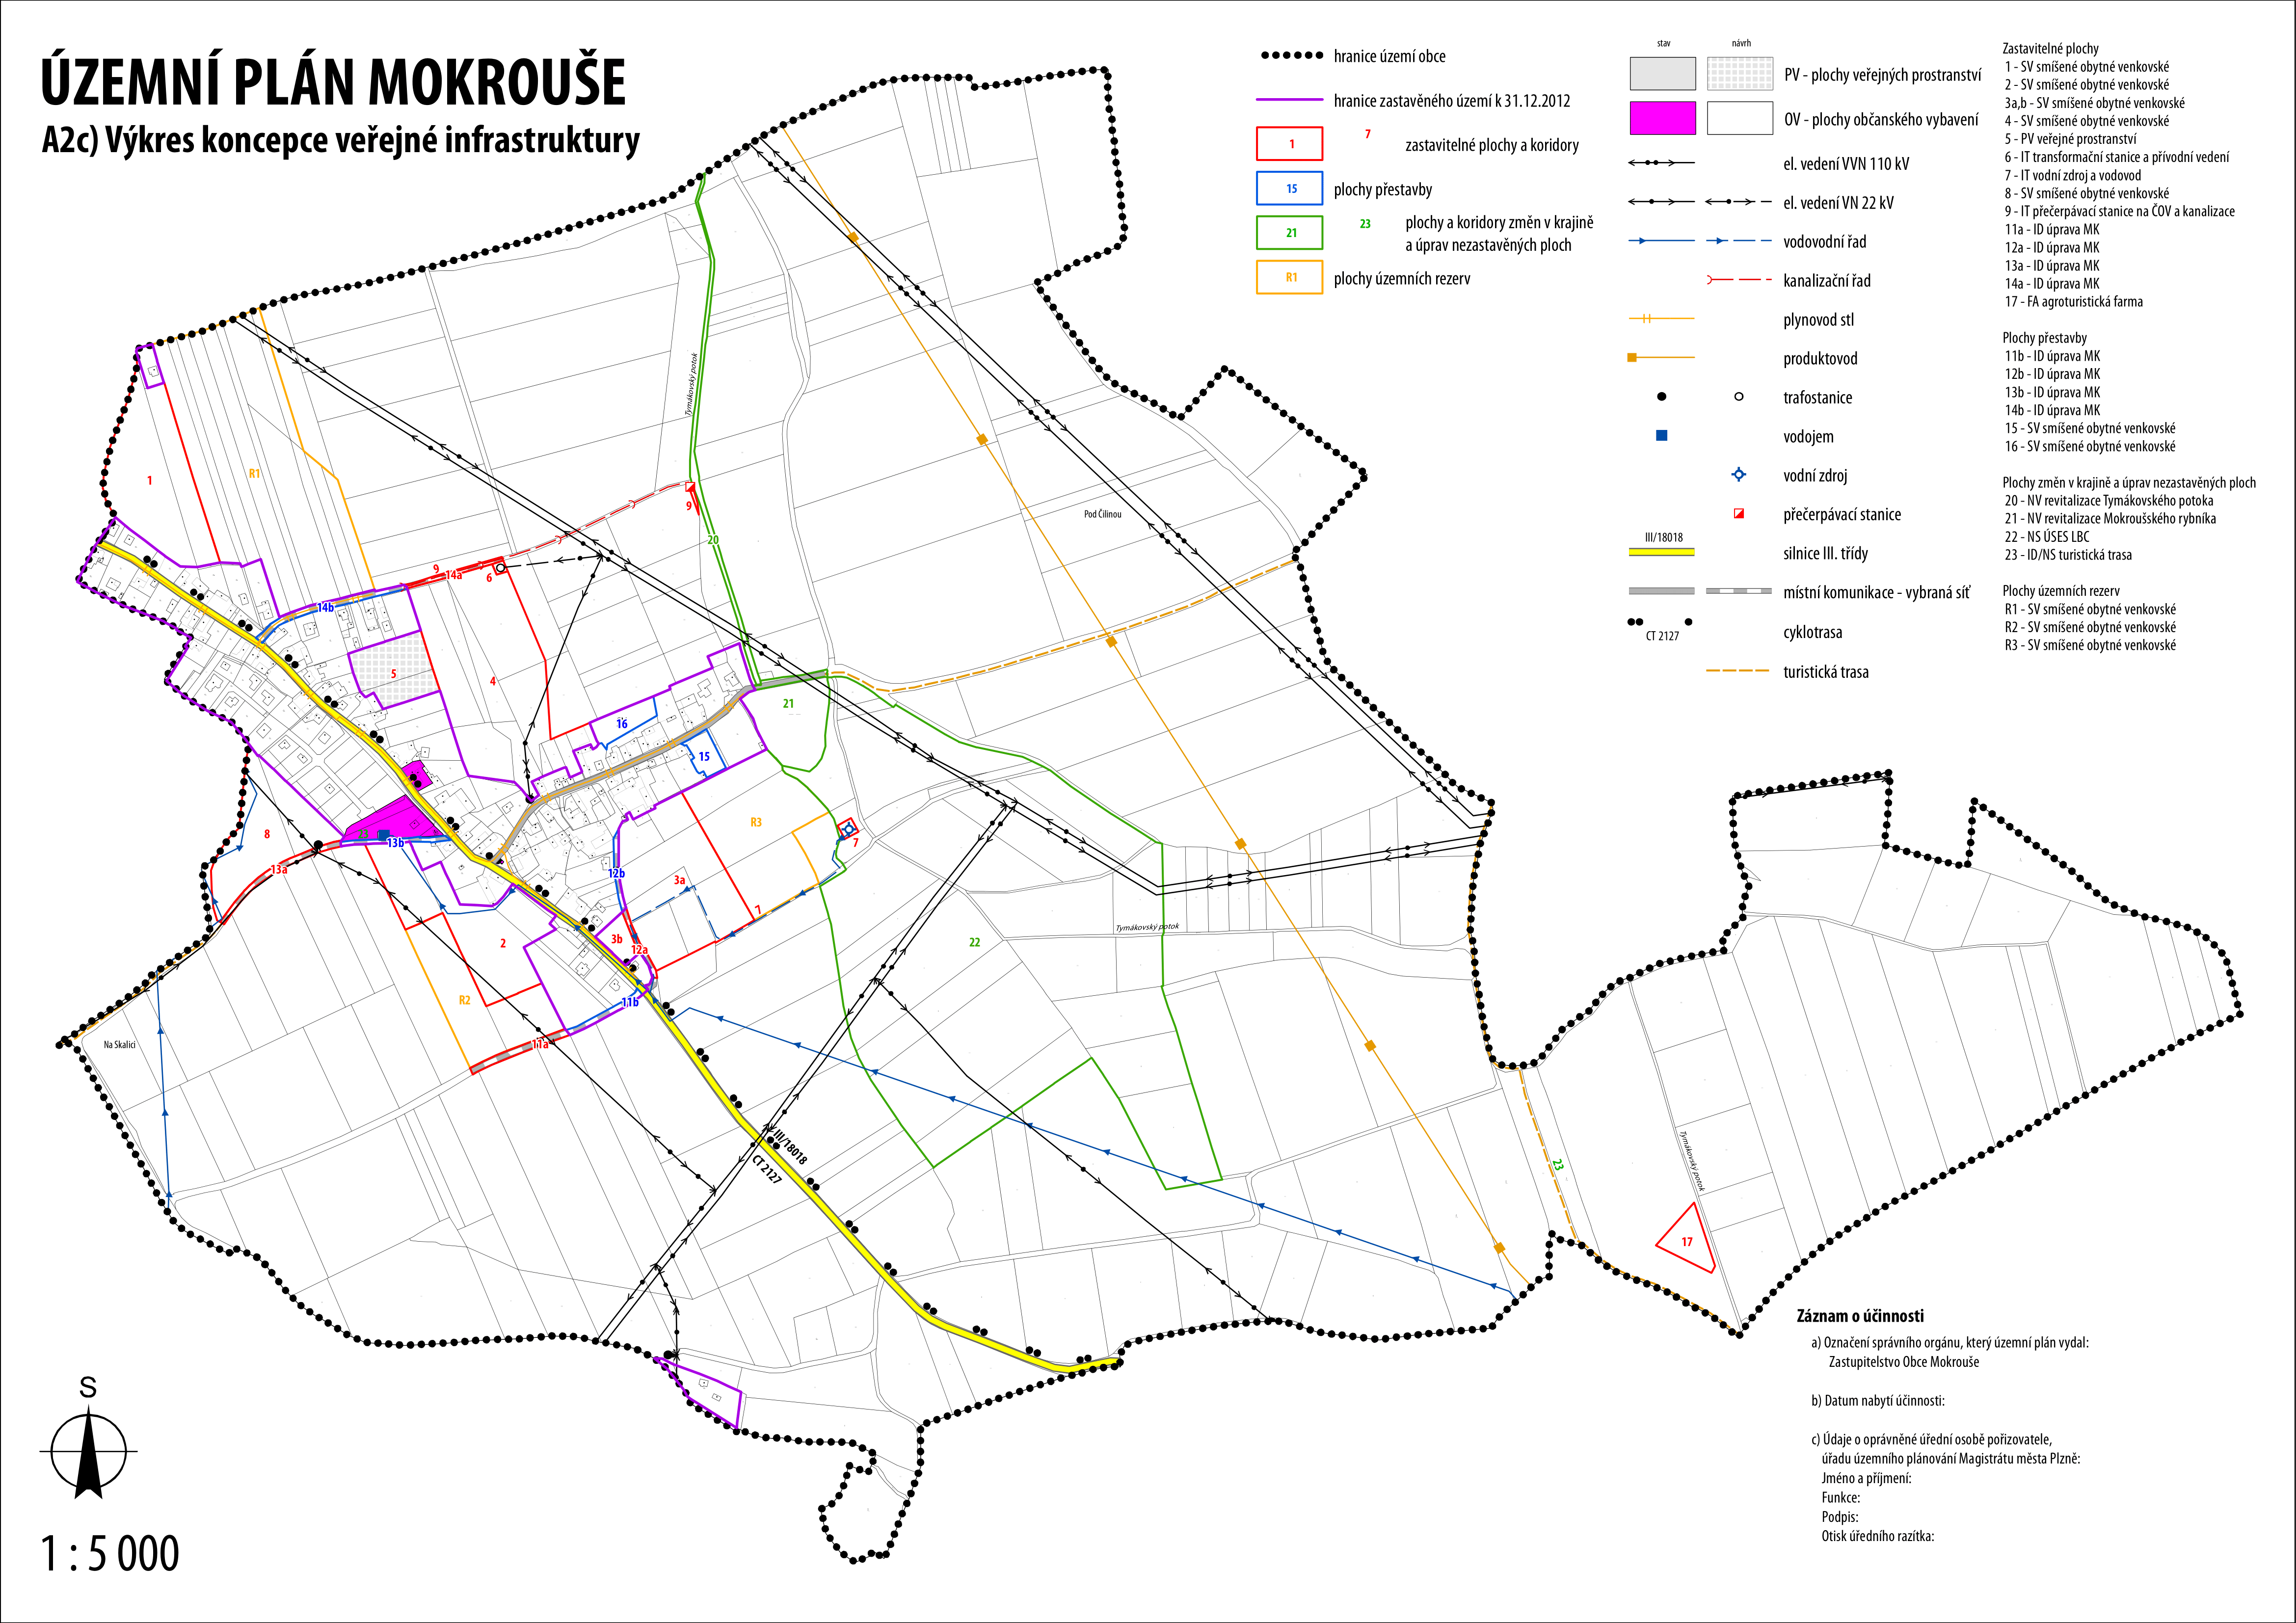 ÚZEMNÍ PLÁN MOKROUŠE
A2c) Výkres koncepce veřejné infrastruktury
hranice území obce
hranice zastavěného území k 31.12.2012
1 7 zastavitelné plochy a koridory
15 plochy přestavby
21 23 plochy a koridory změn v krajině
a úprav nezastavěných ploch
R1 plochy územních rezerv
stav návrh
PV - plochy veřejných prostranství
OV - plochy občanského vybavení
el. vedení VVN 110 kV
el. vedení VN 22 kV
vodovodní řad
kanalizační řad
plynovod stl
produktovod
trafostanice
vodojem
vodní zdroj
přečerpávací stanice
III/18018
silnice III. třídy
místní komunikace - vybraná síť
CT 2127 cyklotrasa
turistická trasa
Zastavitelné plochy
1 - SV smíšené obytné venkovské
2 - SV smíšené obytné venkovské
3a,b - SV smíšené obytné venkovské
4 - SV smíšené obytné venkovské
5 - PV veřejné prostranství
6 - IT transformační stanice a přívodní vedení
7 - IT vodní zdroj a vodovod
8 - SV smíšené obytné venkovské
9 - IT přečerpávací stanice na ČOV a kanalizace
11a - ID úprava MK
12a - ID úprava MK
13a - ID úprava MK
14a - ID úprava MK
17 - FA agroturistická farma
Plochy přestavby
11b - ID úprava MK
12b - ID úprava MK
13b - ID úprava MK
14b - ID úprava MK
15 - SV smíšené obytné venkovské
16 - SV smíšené obytné venkovské
Plochy změn v krajině a úprav nezastavěných ploch
20 - NV revitalizace Tymákovského potoka
21 - NV revitalizace Mokroušského rybníka
22 - NS ÚSES LBC
23 - ID/NS turistická trasa
Plochy územních rezerv
R1 - SV smíšené obytné venkovské
R2 - SV smíšené obytné venkovské
R3 - SV smíšené obytné venkovské
Tymákovský potok
1
R1
9
20
Pod Čilinou
9
14a
6
14b
5
4
21
16
15
R3
7
8
13b
13a
12b
3a
7
2
3b
12a
22
Tymákovský potok
R2
11b
11a
Na Skalici
III/18018
CT 2127
23
Tymákovský potok
17
Záznam o účinnosti
a) Označení správního orgánu, který územní plán vydal:
Zastupitelstvo Obce Mokrouše
b) Datum nabytí účinnosti:
c) Údaje o oprávněné úřední osobě pořizovatele,
úřadu územního plánování Magistrátu města Plzně:
Jméno a příjmení:
Funkce:
Podpis:
Otisk úředního razítka:
S
1 : 5 000